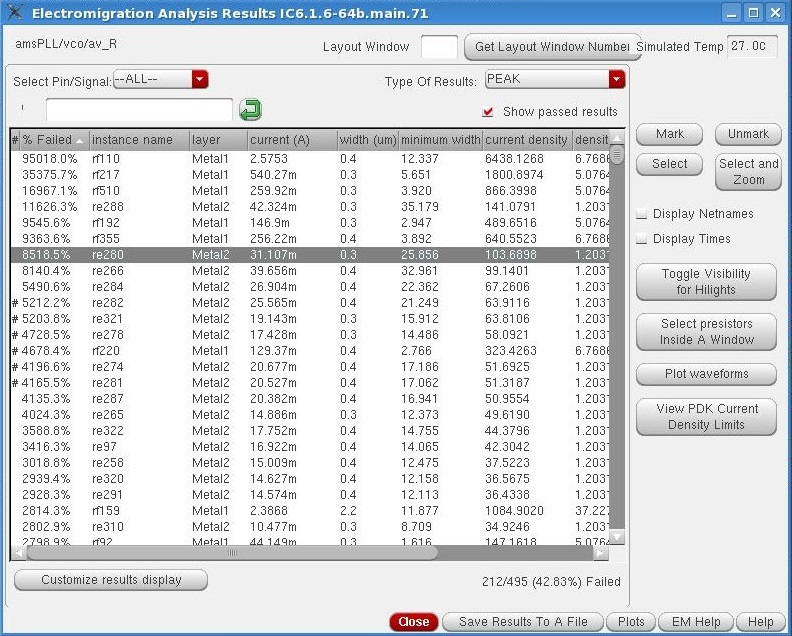 Electromigration Analysis Results IC6.1.6-64b.main.71
amsPLL/vco/av_R
Layout Window Get Layout Window Number Simulated Temp 27.0C
Select Pin/Signal: --ALL-- Type Of Results: PEAK
Show passed results
# % Failed instance name layer current (A) width (um) minimum width current density densit
95018.0% rf110 Metal1 2.5753 0.4 12.337 6438.1268 6.7686
35375.7% rf217 Metal1 540.27m 0.3 5.651 1800.8974 5.0764
16967.1% rf510 Metal1 259.92m 0.3 3.920 866.3998 5.0764
11626.3% re288 Metal2 42.324m 0.3 35.179 141.0791 1.2031
9545.6% rf192 Metal1 146.9m 0.3 2.947 489.6516 5.0764
9363.6% rf355 Metal1 256.22m 0.4 3.892 640.5523 6.7686
8518.5% re280 Metal2 31.107m 0.3 25.856 103.6898 1.2031
8140.4% re266 Metal2 39.656m 0.4 32.961 99.1401 1.2031
5490.6% re284 Metal2 26.904m 0.4 22.362 67.2606 1.2031
# 5212.2% re282 Metal2 25.565m 0.4 21.249 63.9116 1.2031
# 5203.8% re321 Metal2 19.143m 0.3 15.912 63.8106 1.2031
# 4728.5% re278 Metal2 17.428m 0.3 14.486 58.0921 1.2031
# 4678.4% rf220 Metal1 129.37m 0.4 2.766 323.4263 6.7686
# 4196.6% re274 Metal2 20.677m 0.4 17.186 51.6925 1.2031
# 4165.5% re281 Metal2 20.527m 0.4 17.062 51.3187 1.2031
4135.3% re287 Metal2 20.382m 0.4 16.941 50.9554 1.2031
4024.3% re265 Metal2 14.886m 0.3 12.373 49.6190 1.2031
3588.8% re322 Metal2 17.752m 0.4 14.755 44.3796 1.2031
3416.3% re97 Metal2 16.922m 0.4 14.065 42.3042 1.2031
3018.8% re258 Metal2 15.009m 0.4 12.475 37.5223 1.2031
2939.4% re320 Metal2 14.627m 0.4 12.158 36.5675 1.2031
2928.3% re291 Metal2 14.574m 0.4 12.113 36.4338 1.2031
2814.3% rf159 Metal1 2.3868 2.2 11.877 1084.9020 37.227
2802.9% re310 Metal2 10.477m 0.3 8.709 34.9246 1.2031
2798.9% rf92 Metal1 44.149m 0.3 1.616 147.1618 5.0764
Mark Unmark
Select Select and Zoom
Display Netnames
Display Times
Toggle Visibility
for Hilights
Select presistors
Inside A Window
Plot waveforms
View PDK Current
Density Limits
Customize results display 212/495 (42.83%) Failed
Close Save Results To A File Plots EM Help Help